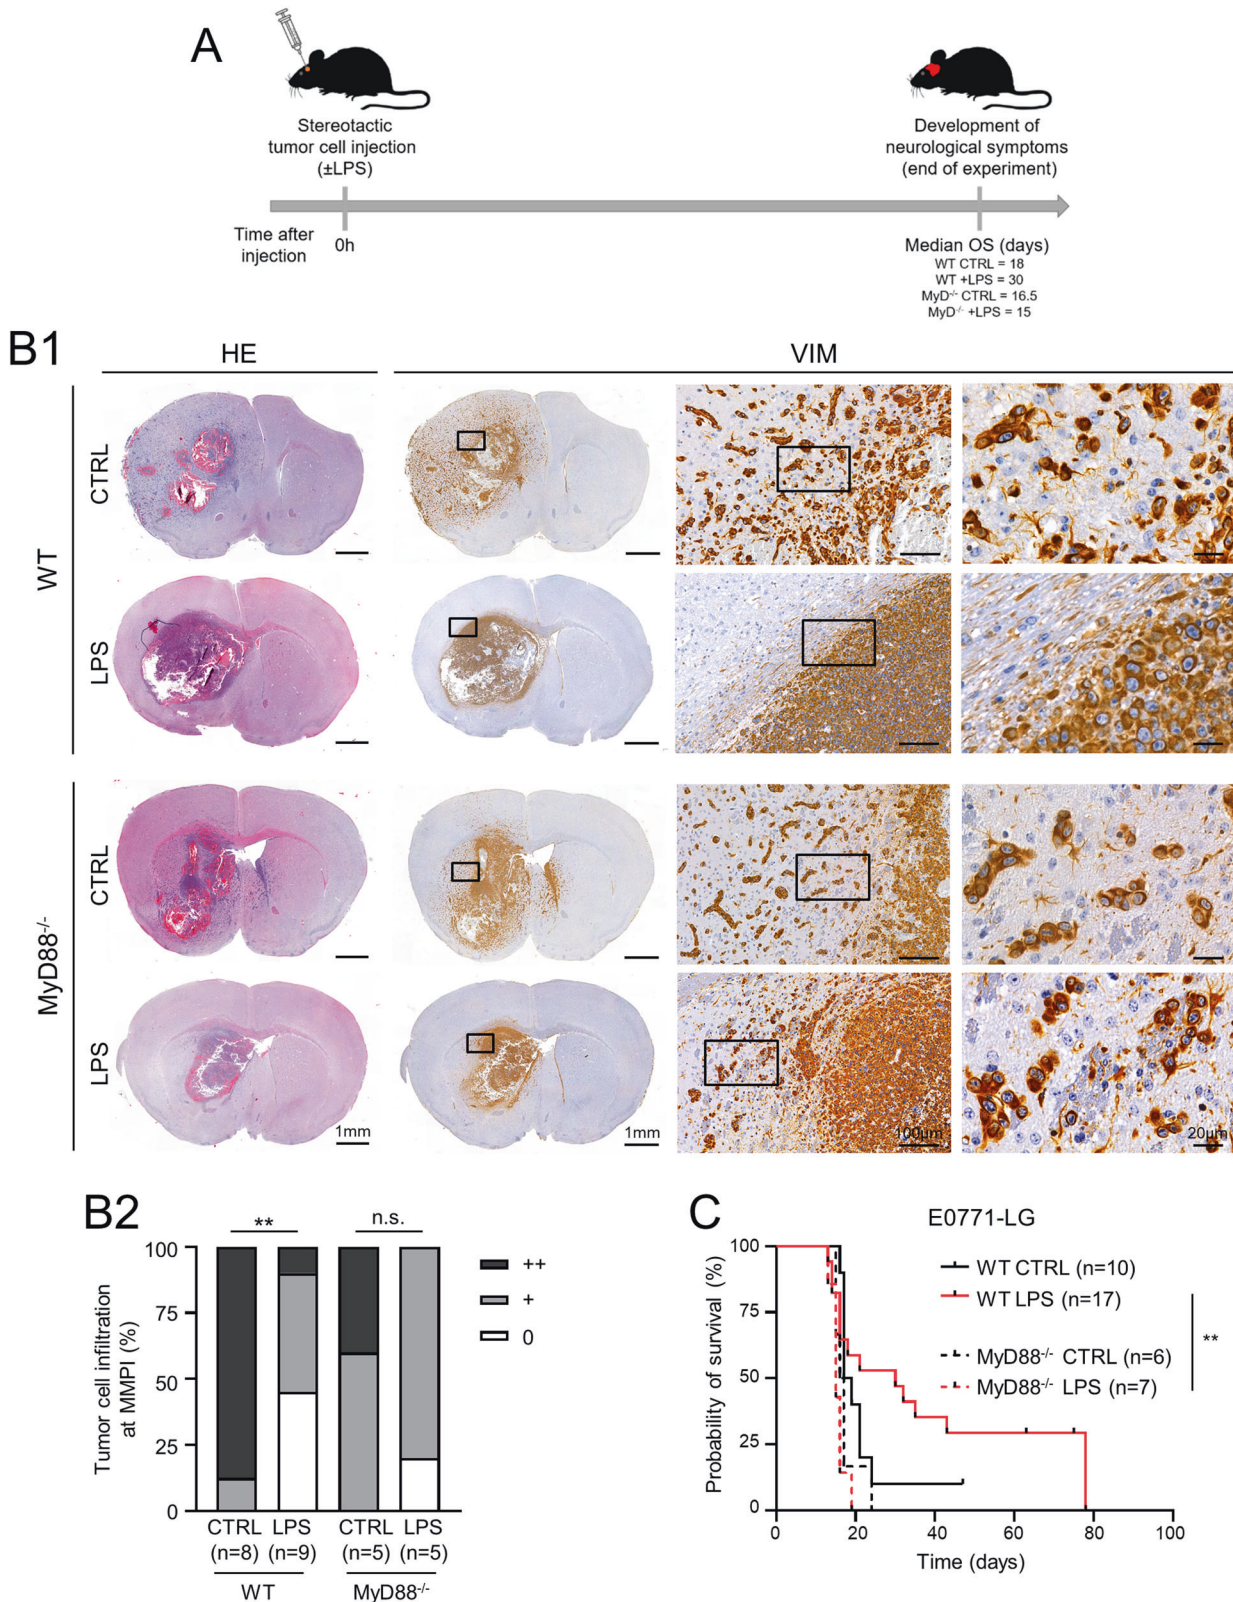 A
Stereotactic
tumor cell injection
(±LPS)
Development of
neurological symptoms
(end of experiment)
Time after
injection
0h
Median OS (days)
WT CTRL = 18
WT +LPS = 30
MyD-/- CTRL = 16.5
MyD-/- +LPS = 15
B1
HE
VIM
WT
CTRL
LPS
MyD88-/-
CTRL
LPS
1mm
1mm
100µm
20µm
B2
**
n.s.
Tumor cell infiltration
at MMPI (%)
100
75
50
25
0
++
+
0
CTRL
(n=8)
LPS
(n=9)
CTRL
(n=5)
LPS
(n=5)
WT
MyD88-/-
C
E0771-LG
Probability of survival (%)
100
75
50
25
0
WT CTRL (n=10)
WT LPS (n=17)
MyD88-/- CTRL (n=6)
MyD88-/- LPS (n=7)
**
0
20
40
60
80
100
Time (days)